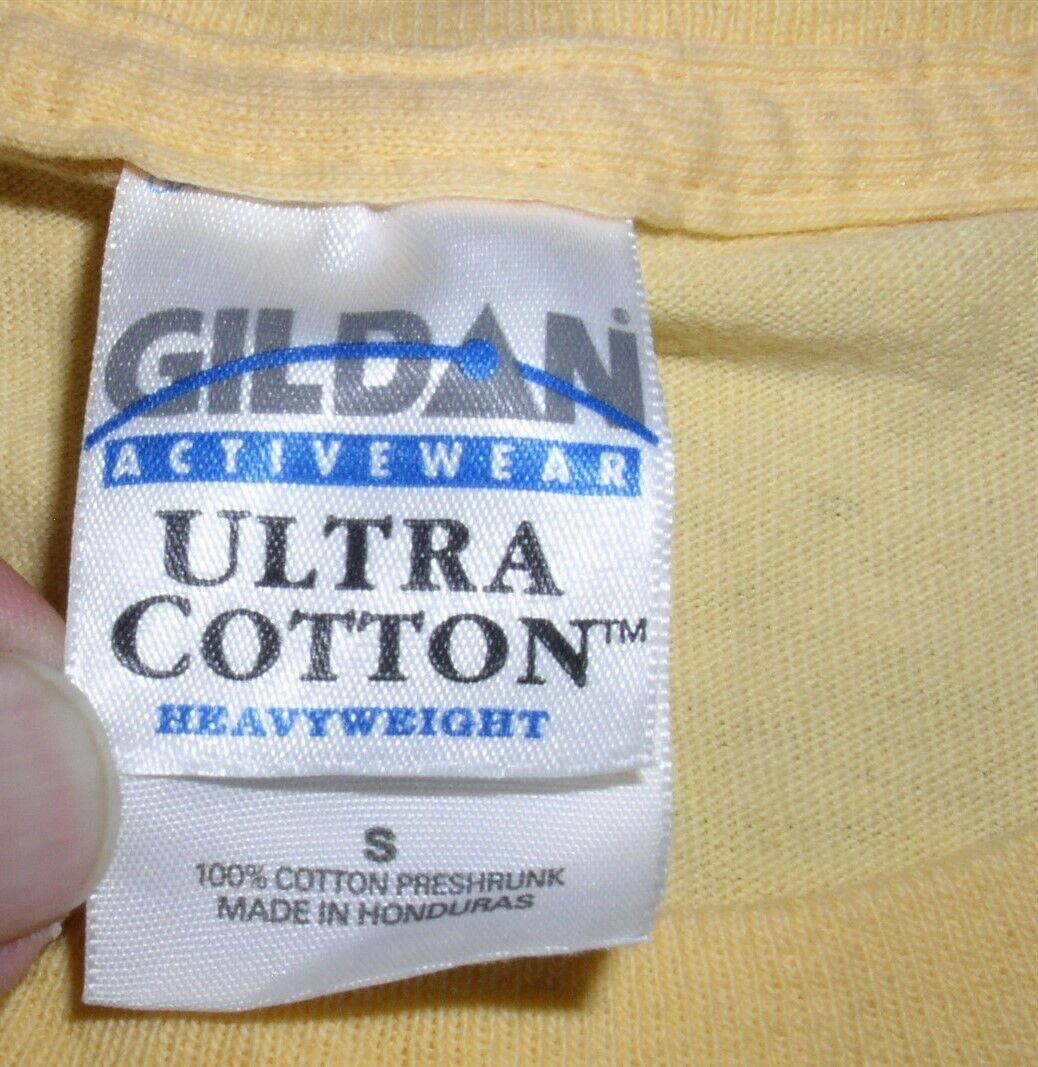 GILDAN®
ACTIVEWEAR
ULTRA
COTTON™
HEAVYWEIGHT
S
100% COTTON PRESHRUNK
MADE IN HONDURAS